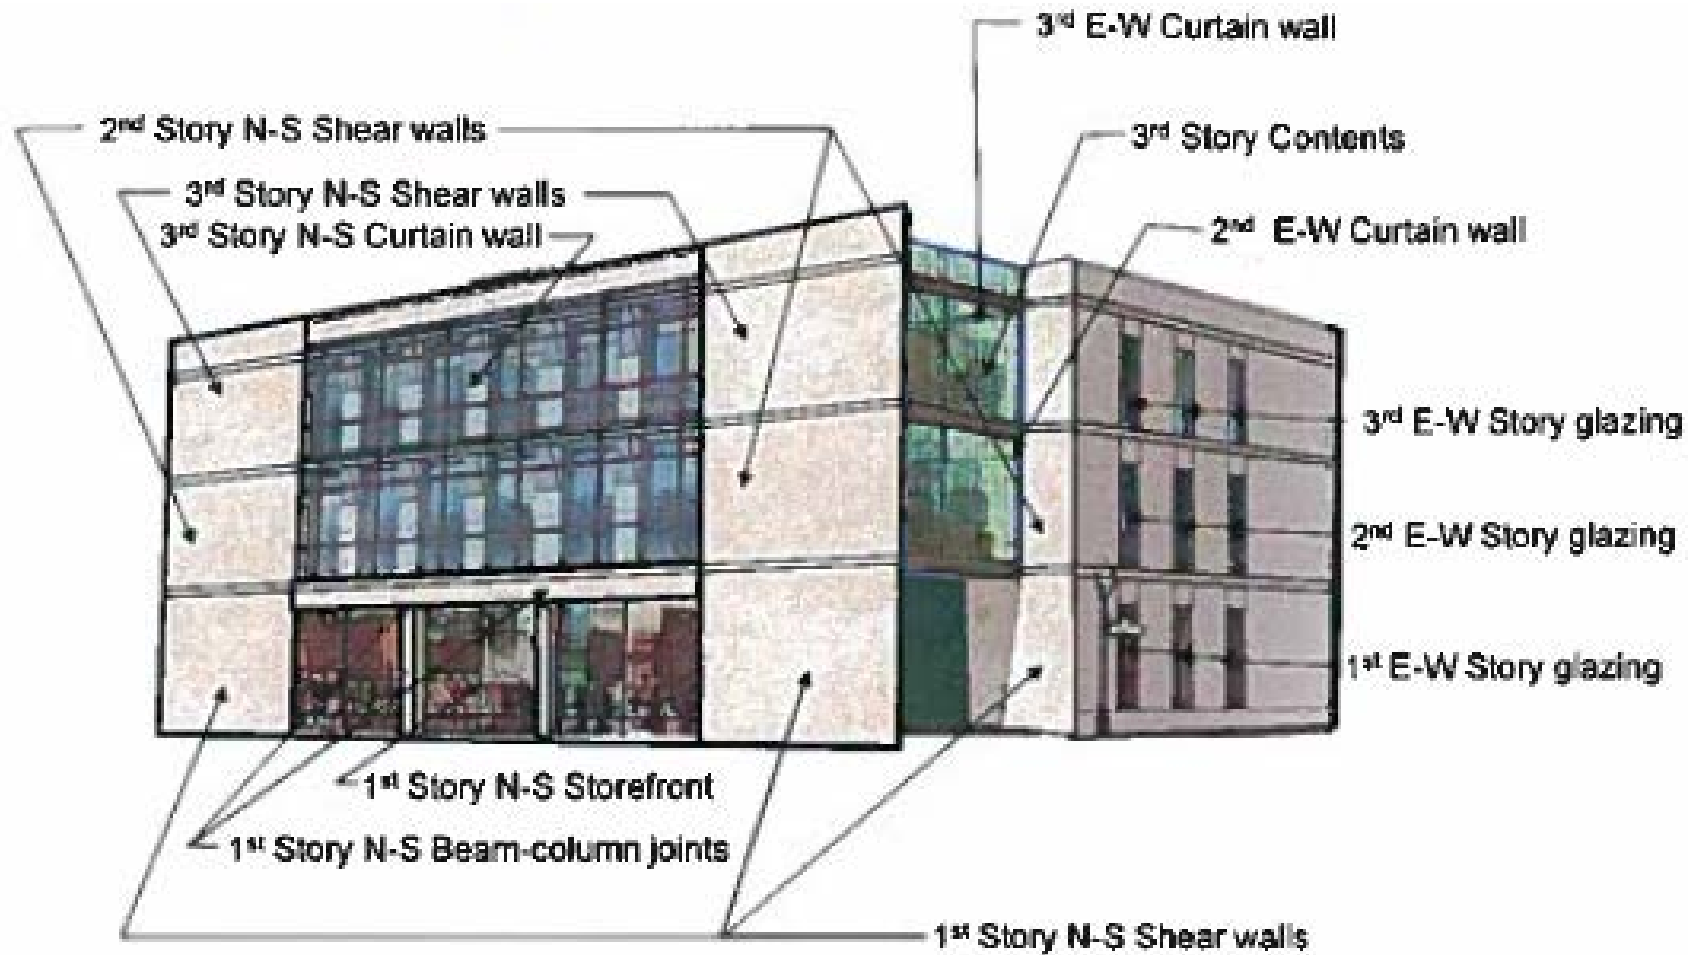 3rd E-W Curtain wall
2nd Story N-S Shear walls
3rd Story Contents
3rd Story N-S Shear walls
3rd Story N-S Curtain wall
2nd E-W Curtain wall
3rd E-W Story glazing
2nd E-W Story glazing
1st E-W Story glazing
1st Story N-S Storefront
1st Story N-S Beam-column joints
1st Story N-S Shear walls